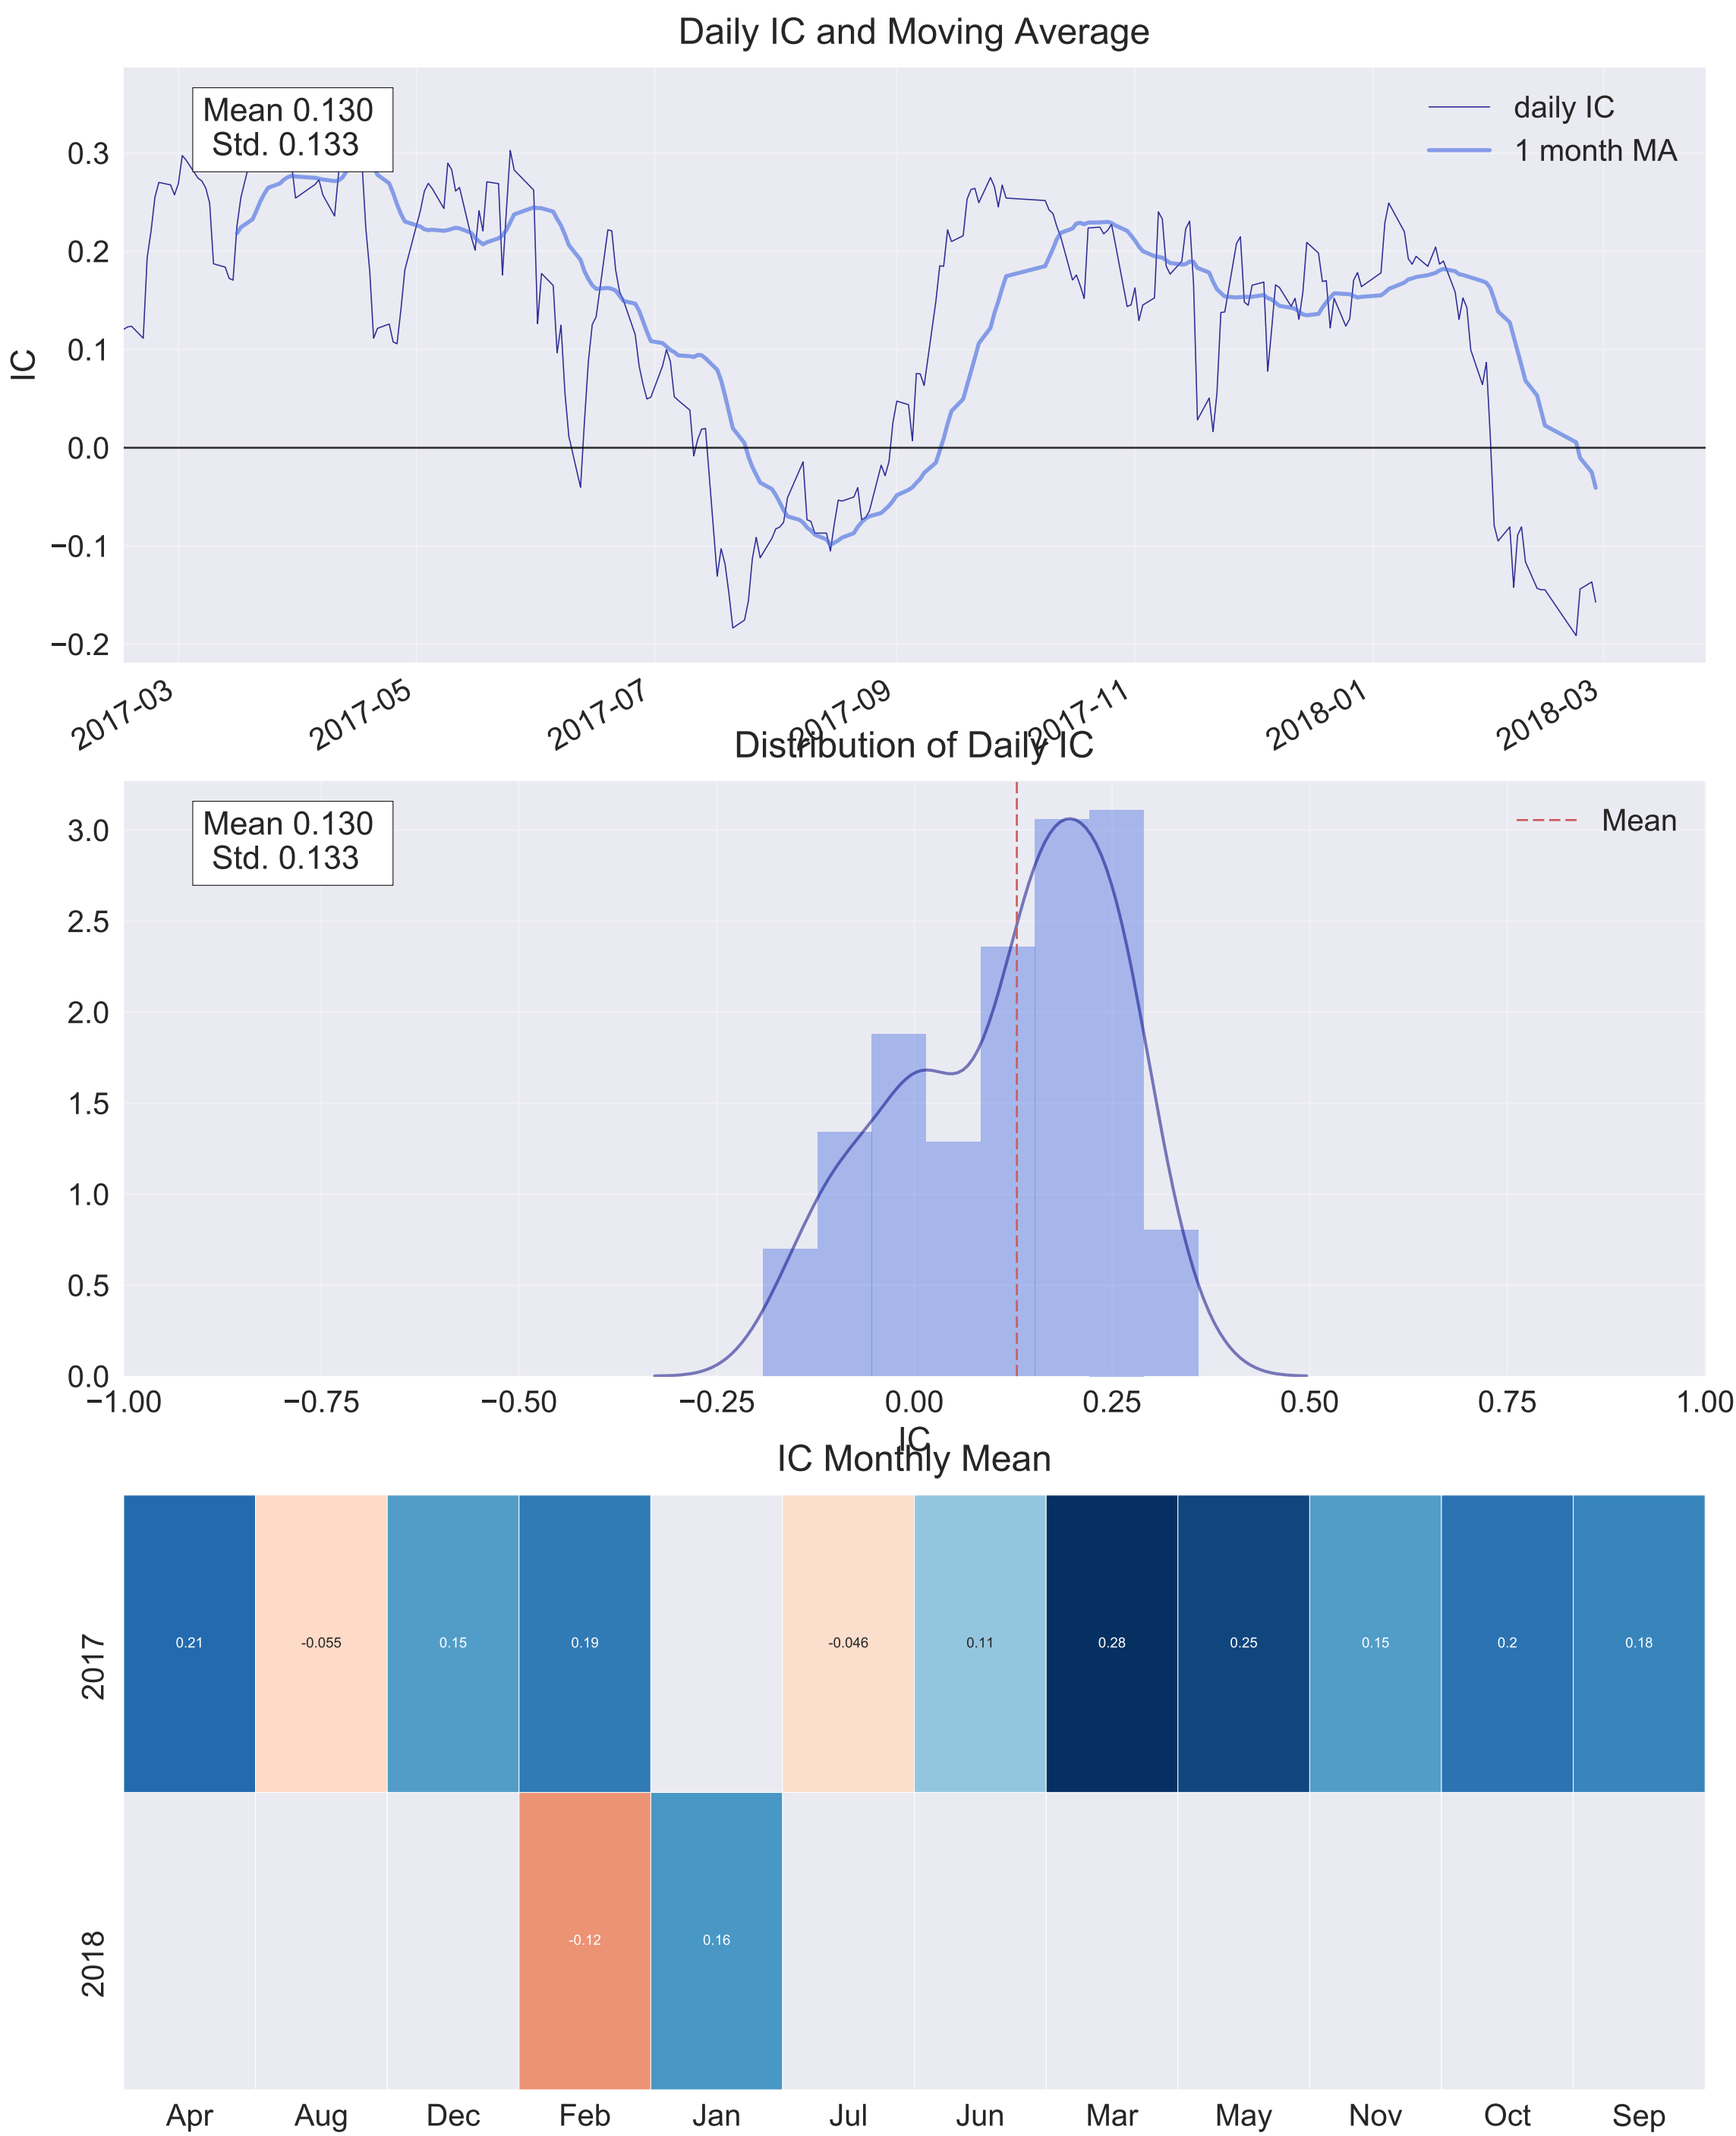 Daily IC and Moving Average
Mean 0.130
Std. 0.133
daily IC
1 month MA
IC
0.3
0.2
0.1
0.0
−0.1
−0.2
2017-03 2017-05 2017-07 2017-09 2017-11 2018-01 2018-03
Distribution of Daily IC
Mean 0.130
Std. 0.133
Mean
3.0
2.5
2.0
1.5
1.0
0.5
0.0
−1.00 −0.75 −0.50 −0.25 0.00 0.25 0.50 0.75 1.00
IC
IC Monthly Mean
2017
0.21 -0.055 0.15 0.19 -0.046 0.11 0.28 0.25 0.15 0.2 0.18
2018
-0.12 0.16
Apr Aug Dec Feb Jan Jul Jun Mar May Nov Oct Sep